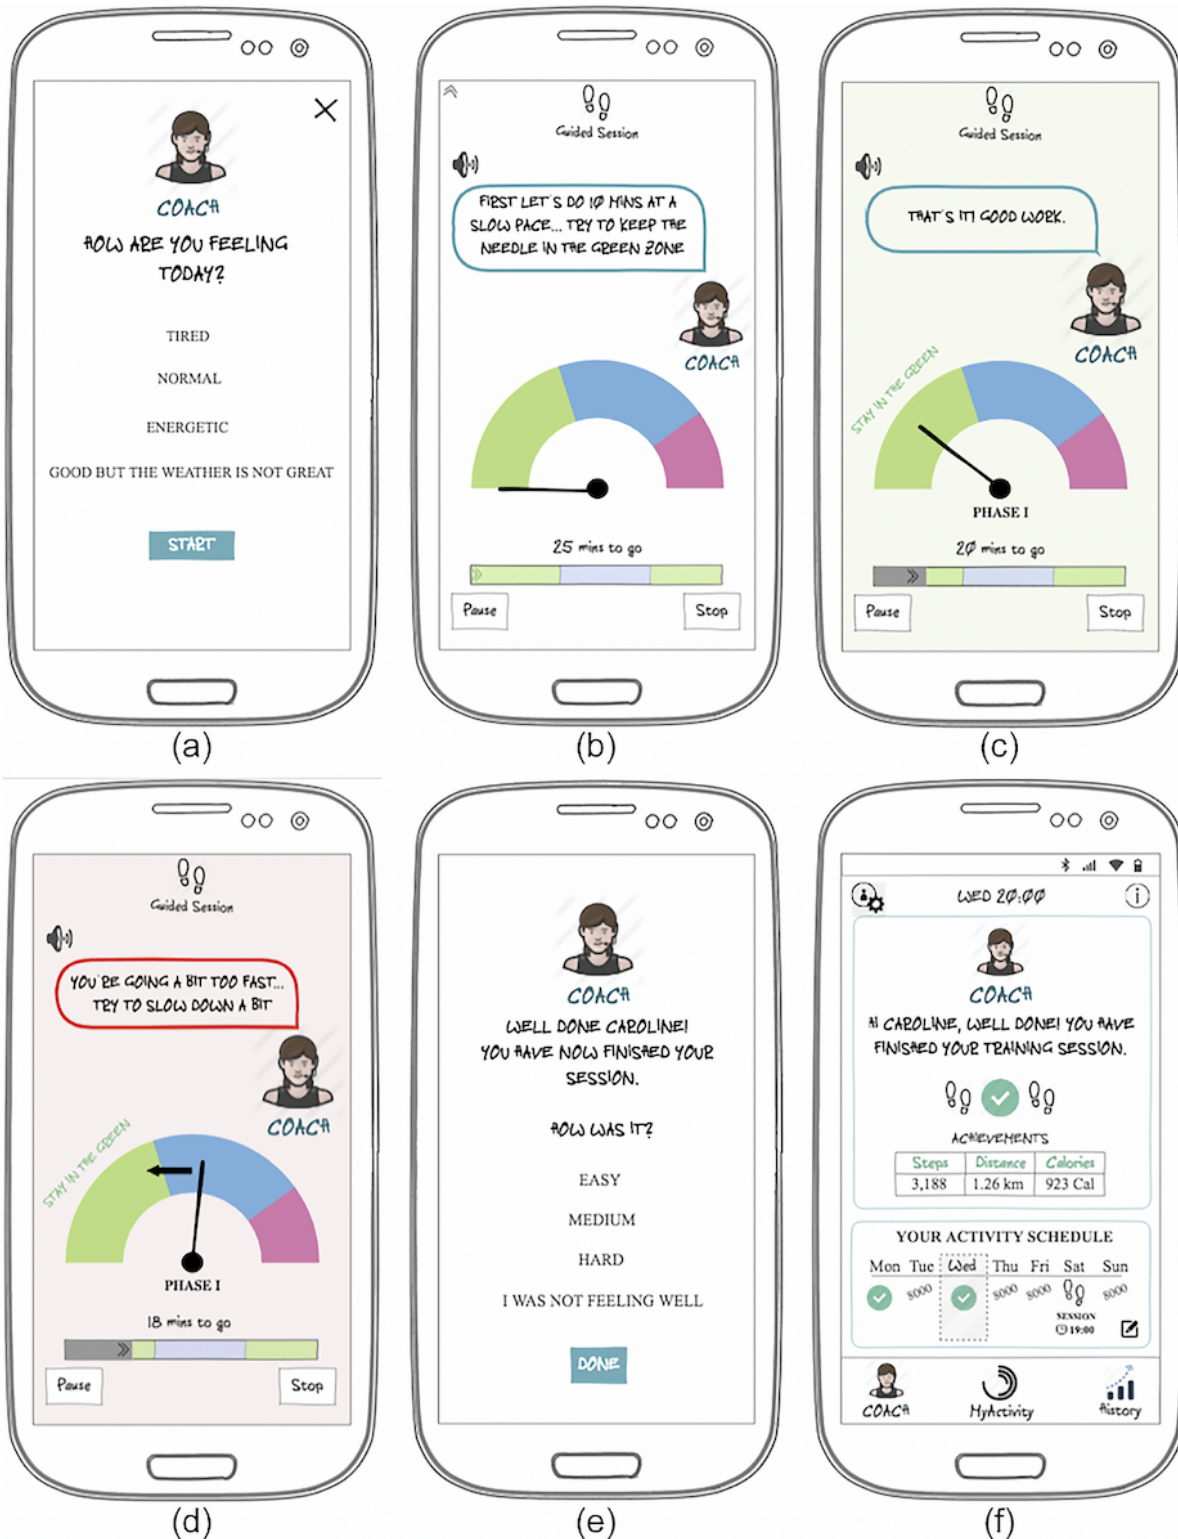 COACH
HOW ARE YOU FEELING
TODAY?
TIRED
NORMAL
ENERGETIC
GOOD BUT THE WEATHER IS NOT GREAT
START
(a)
Guided Session
FIRST LET'S DO 10 MINS AT A
SLOW PACE... TRY TO KEEP THE
NEEDLE IN THE GREEN ZONE
COACH
25 mins to go
Pause
Stop
(b)
Guided Session
THAT'S IT! GOOD WORK.
COACH
STAY IN THE GREEN
PHASE I
20 mins to go
Pause
Stop
(c)
Guided Session
YOU'RE GOING A BIT TOO FAST...
TRY TO SLOW DOWN A BIT
COACH
STAY IN THE GREEN
PHASE I
18 mins to go
Pause
Stop
(d)
COACH
WELL DONE CAROLINE!
YOU HAVE NOW FINISHED YOUR
SESSION.
HOW WAS IT?
EASY
MEDIUM
HARD
I WAS NOT FEELING WELL
DONE
(e)
WED 20:00
COACH
HI CAROLINE, WELL DONE! YOU HAVE
FINISHED YOUR TRAINING SESSION.
ACHIEVEMENTS
Steps Distance Calories
3,188 1.26 km 923 Cal
YOUR ACTIVITY SCHEDULE
Mon Tue Wed Thu Fri Sat Sun
8000 8000 8000 8000
SESSION
19:00
COACH MyActivity History
(f)